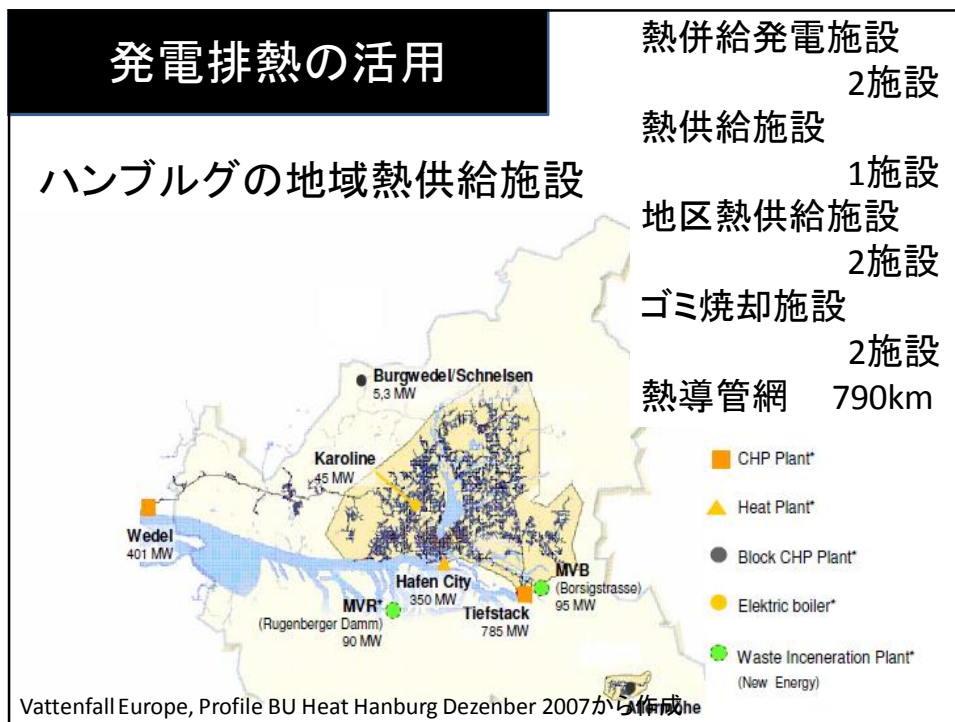 発電排熱の活用
ハンブルグの地域熱供給施設
熱併給発電施設
2施設
熱供給施設
1施設
地区熱供給施設
2施設
ゴミ焼却施設
2施設
熱導管網 790km
Burgwedel/Schnelsen
5,3 MW
Karoline
45 MW
Wedel
401 MW
Hafen City
350 MW
MVR*
(Rugenberger Damm)
90 MW
Tiefstack
785 MW
MVB
(Borsigstrasse)
95 MW
CHP Plant*
Heat Plant*
Block CHP Plant*
Elektric boiler*
Waste Inceneration Plant*
(New Energy)
Vattenfall Europe, Profile BU Heat Hanburg Dezenber 2007から作成